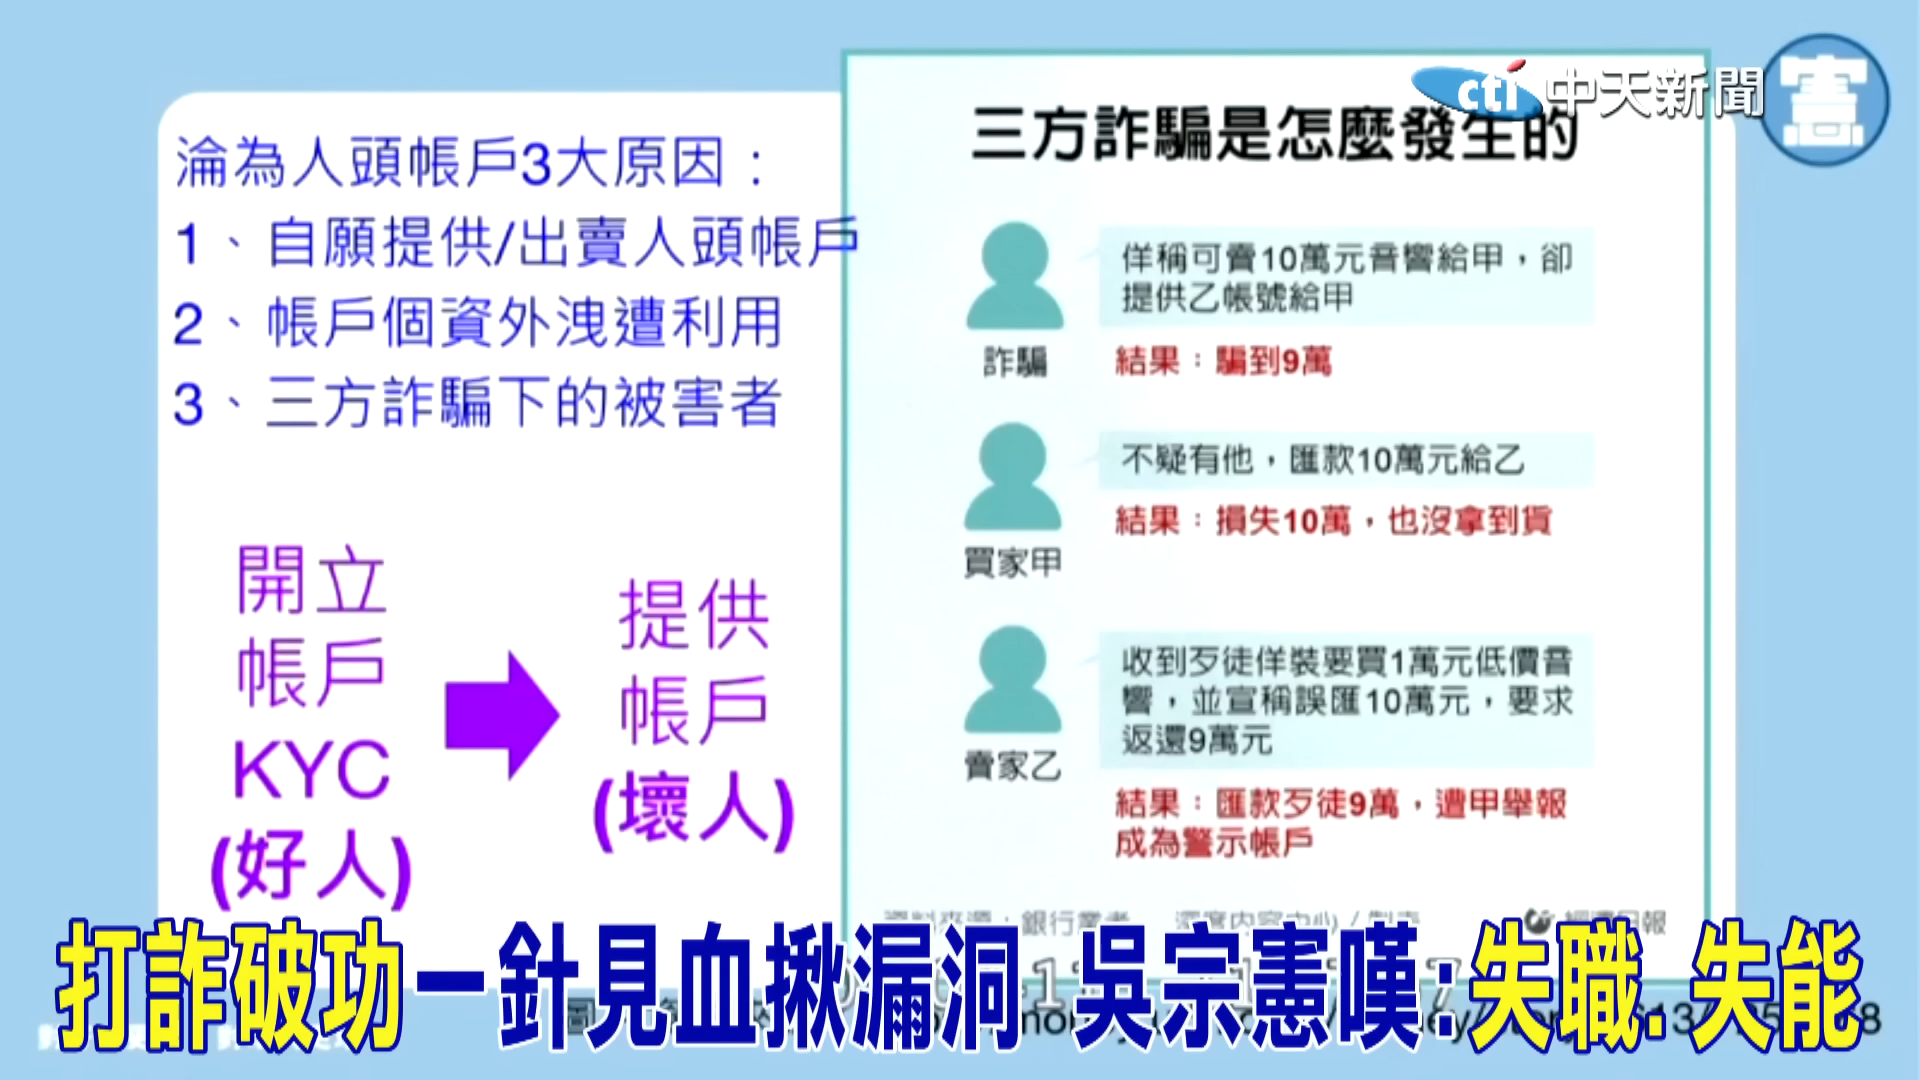 cti 中天新聞
憲
淪為人頭帳戶3大原因：
1、自願提供/出賣人頭帳戶
2、帳戶個資外洩遭利用
3、三方詐騙下的被害者
開立
帳戶
KYC
(好人)
提供
帳戶
(壞人)
三方詐騙是怎麼發生的
詐騙
佯稱可賣10萬元音響給甲，卻
提供乙帳號給甲
結果：騙到9萬
買家甲
不疑有他，匯款10萬元給乙
結果：損失10萬，也沒拿到貨
賣家乙
收到歹徒佯裝要買1萬元低價音
響，並宣稱誤匯10萬元，要求
返還9萬元
結果：匯款歹徒9萬，遭甲舉報
成為警示帳戶
打詐破功一針見血揪漏洞 吳宗憲嘆:失職.失能